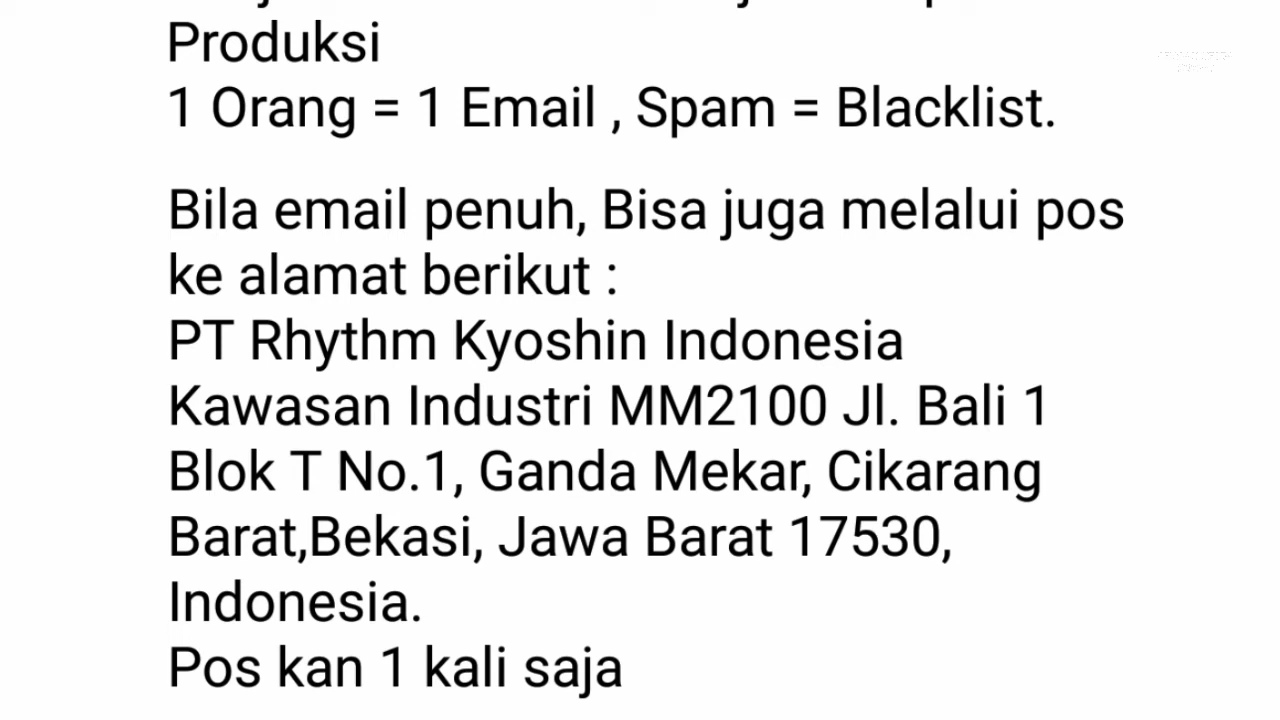 Produksi
1 Orang = 1 Email , Spam = Blacklist.
Bila email penuh, Bisa juga melalui pos
ke alamat berikut :
PT Rhythm Kyoshin Indonesia
Kawasan Industri MM2100 Jl. Bali 1
Blok T No.1, Ganda Mekar, Cikarang
Barat,Bekasi, Jawa Barat 17530,
Indonesia.
Pos kan 1 kali saja